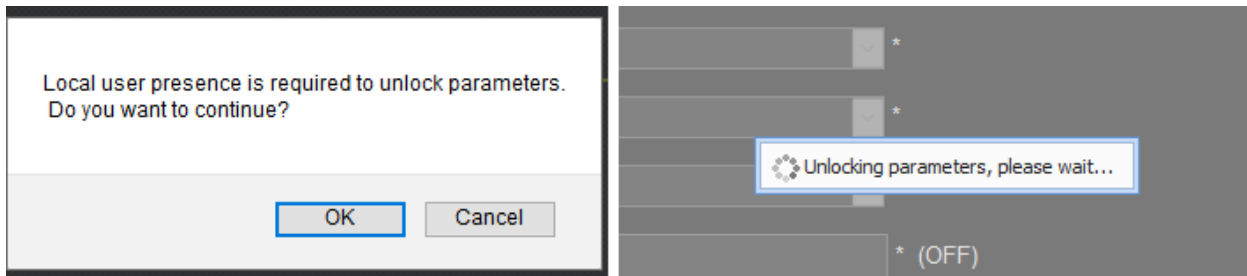 Local user presence is required to unlock parameters.
Do you want to continue?
OK
Cancel
*
*
Unlocking parameters, please wait...
* (OFF)